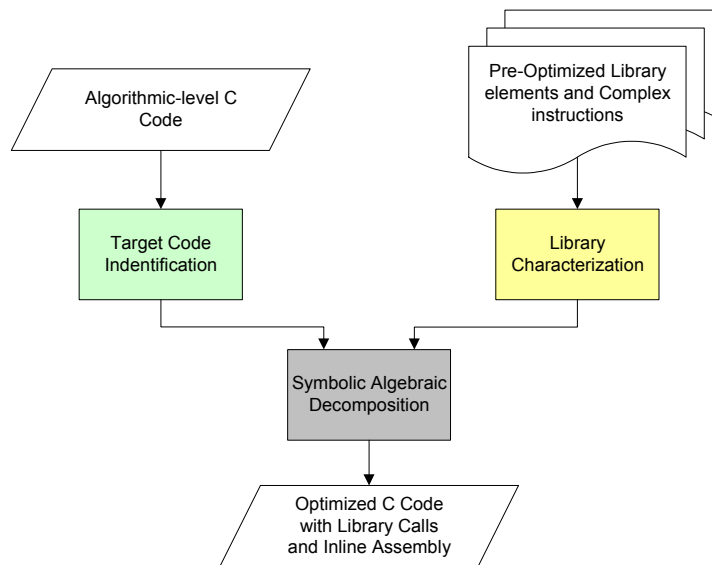 Algorithmic-level C
Code
Pre-Optimized Library
elements and Complex
instructions
Target Code
Indentification
Library
Characterization
Symbolic Algebraic
Decomposition
Optimized C Code
with Library Calls
and Inline Assembly